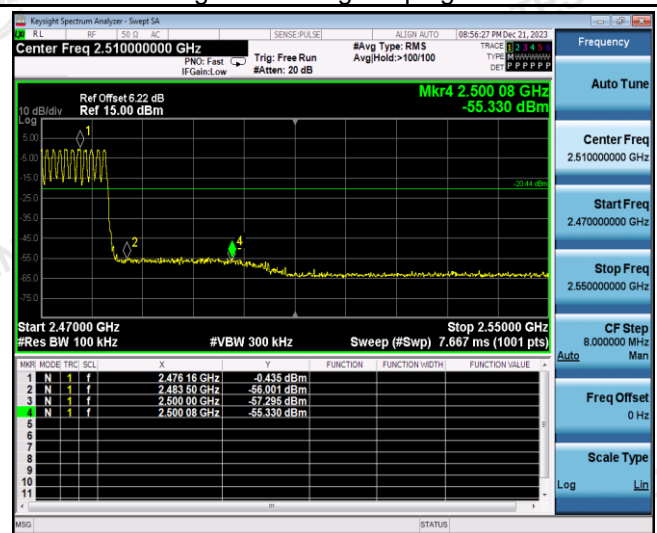 Keysight Spectrum Analyzer - Swept SA
RL RF 50 Ω AC SENSE:PULSE ALIGN AUTO 08:56:27 PM Dec 21, 2023
Center Freq 2.510000000 GHz
PNO: Fast
IFGain:Low
Trig: Free Run
#Atten: 20 dB
#Avg Type: RMS
Avg|Hold:>100/100
TRACE 1 2 3 4 5 6
TYPE M WWWWW
DET P P P P P P
Ref Offset 6.22 dB
10 dB/div Ref 15.00 dBm
Log
Mkr4 2.500 08 GHz
-55.330 dBm
5.00
-5.00
-15.0
-25.0
-35.0
-45.0
-55.0
-65.0
-75.0
1
2
4
-20.44 dBm
Start 2.47000 GHz Stop 2.55000 GHz
#Res BW 100 kHz #VBW 300 kHz Sweep (#Swp) 7.667 ms (1001 pts)
MKR MODE TRC SCL X Y FUNCTION FUNCTION WIDTH FUNCTION VALUE
1 N 1 f 2.476 16 GHz -0.435 dBm
2 N 1 f 2.483 50 GHz -56.001 dBm
3 N 1 f 2.500 00 GHz -57.295 dBm
4 N 1 f 2.500 08 GHz -55.330 dBm
5
6
7
8
9
10
11
MSG STATUS
Frequency
Auto Tune
Center Freq
2.510000000 GHz
Start Freq
2.470000000 GHz
Stop Freq
2.550000000 GHz
CF Step
8.000000 MHz
Auto Man
Freq Offset
0 Hz
Scale Type
Log Lin